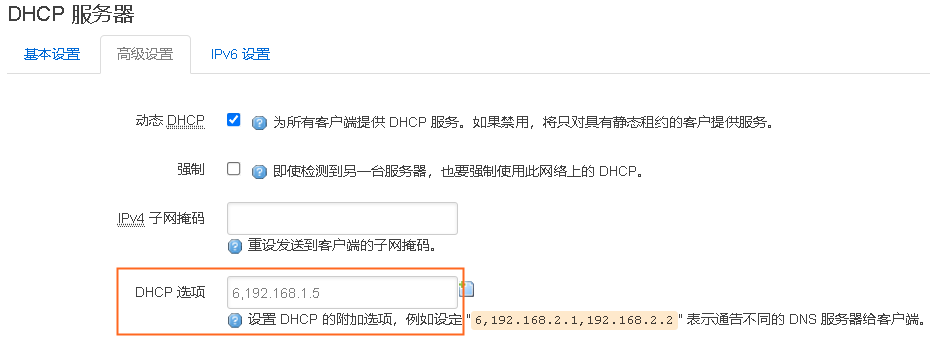 DHCP 服务器
基本设置 高级设置 IPv6 设置
动态 DHCP 为所有客户端提供 DHCP 服务。如果禁用，将只对具有静态租约的客户提供服务。
强制 即使检测到另一台服务器，也要强制使用此网络上的 DHCP。
IPv4 子网掩码
重设发送到客户端的子网掩码。
DHCP 选项 6,192.168.1.5
设置 DHCP 的附加选项，例如设定 "6,192.168.2.1,192.168.2.2" 表示通告不同的 DNS 服务器给客户端。